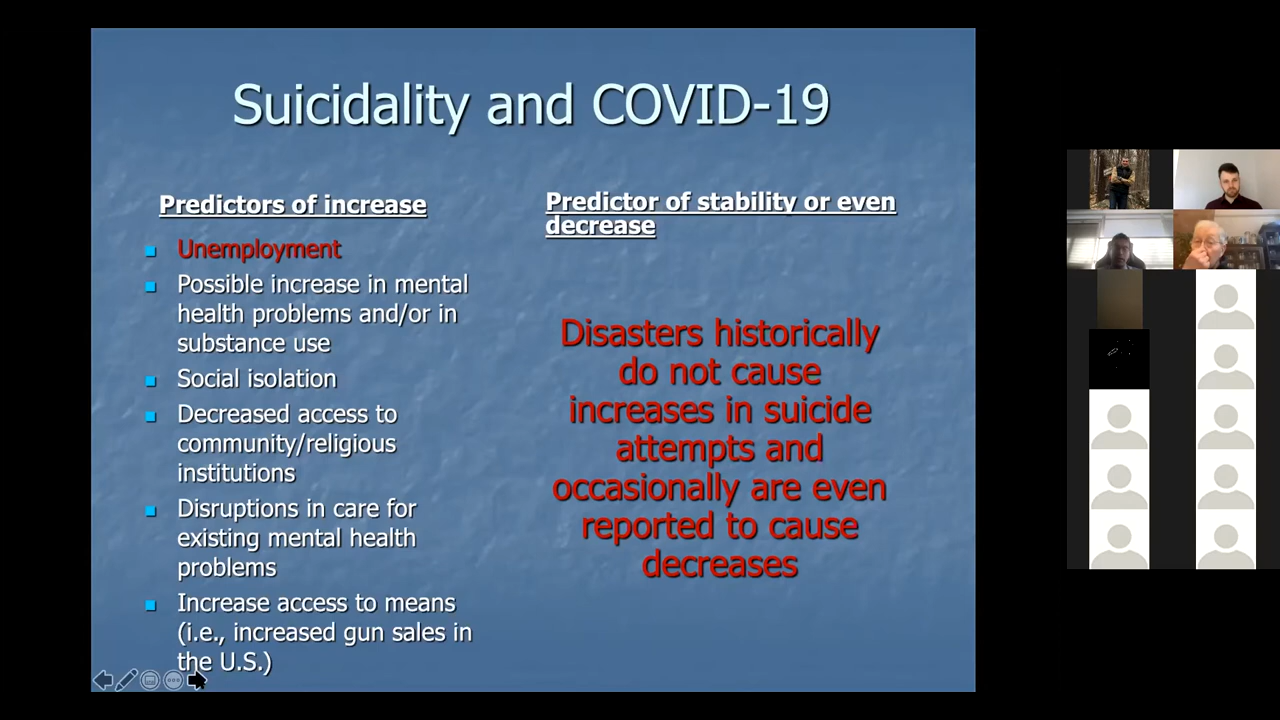 Suicidality and COVID-19
Predictors of increase
Unemployment
Possible increase in mental
health problems and/or in
substance use
Social isolation
Decreased access to
community/religious
institutions
Disruptions in care for
existing mental health
problems
Increase access to means
(i.e., increased gun sales in
the U.S.)
Predictor of stability or even
decrease
Disasters historically
do not cause
increases in suicide
attempts and
occasionally are even
reported to cause
decreases